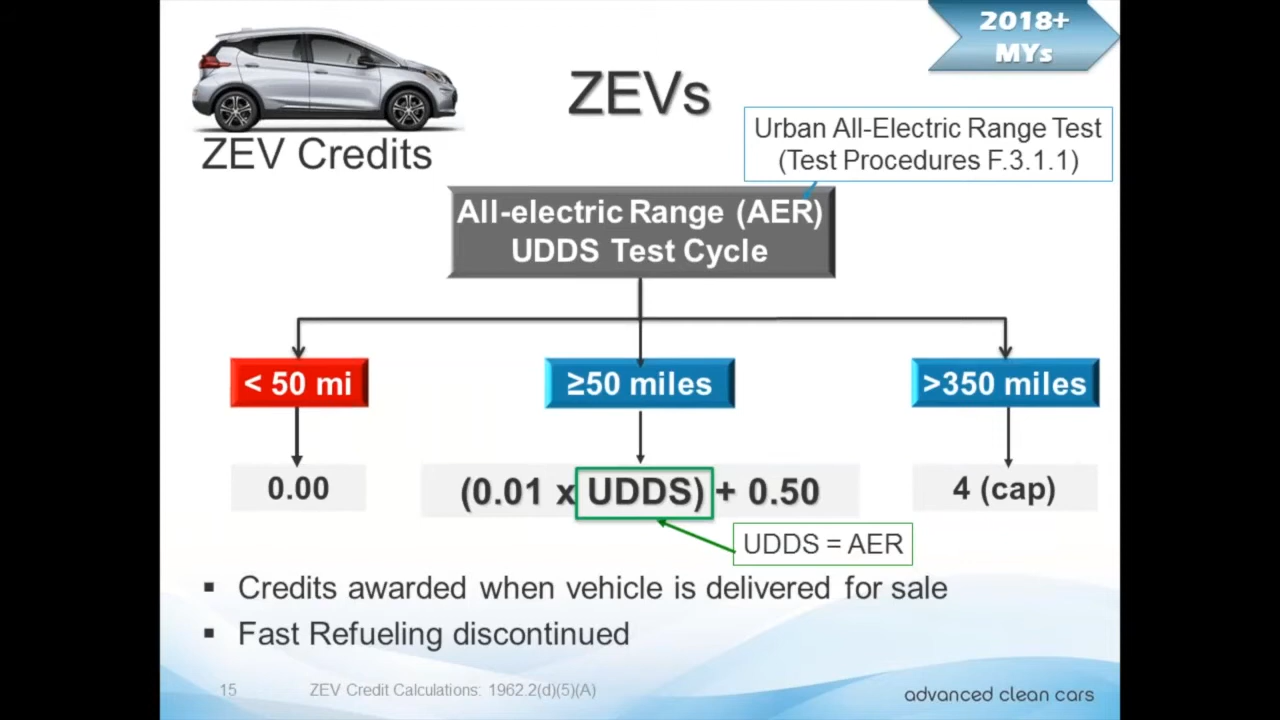 2018+
MYs
ZEVs
ZEV Credits
Urban All-Electric Range Test
(Test Procedures F.3.1.1)
All-electric Range (AER)
UDDS Test Cycle
< 50 mi
≥50 miles
>350 miles
0.00
(0.01 x UDDS) + 0.50
4 (cap)
UDDS = AER
▪ Credits awarded when vehicle is delivered for sale
▪ Fast Refueling discontinued
15
ZEV Credit Calculations: 1962.2(d)(5)(A)
advanced clean cars